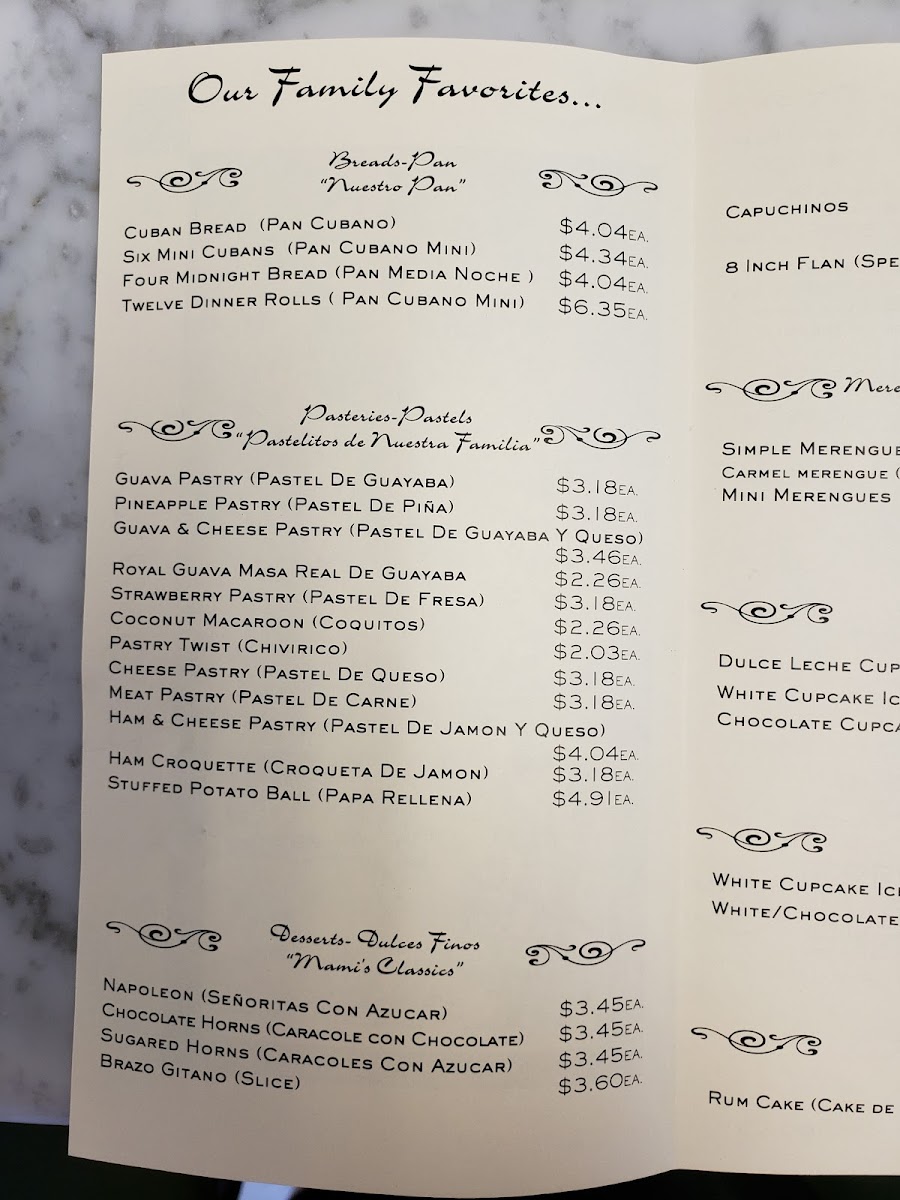 Our Family Favorites...
Breads-Pan
"Nuestro Pan"
Cuban Bread (Pan Cubano) $4.04EA.
Six Mini Cubans (Pan Cubano Mini) $4.34EA.
Four Midnight Bread (Pan Media Noche ) $4.04EA.
Twelve Dinner Rolls ( Pan Cubano Mini) $6.35EA.
Pasteries-Pastels
"Pastelitos de Nuestra Familia"
Guava Pastry (Pastel De Guayaba) $3.18EA.
Pineapple Pastry (Pastel De Piña) $3.18EA.
Guava & Cheese Pastry (Pastel De Guayaba Y Queso)
$3.46EA.
Royal Guava Masa Real De Guayaba $2.26EA.
Strawberry Pastry (Pastel De Fresa) $3.18EA.
Coconut Macaroon (Coquitos) $2.26EA.
Pastry Twist (Chivirico) $2.03EA.
Cheese Pastry (Pastel De Queso) $3.18EA.
Meat Pastry (Pastel De Carne) $3.18EA.
Ham & Cheese Pastry (Pastel De Jamon Y Queso)
$4.04EA.
Ham Croquette (Croqueta De Jamon) $3.18EA.
Stuffed Potato Ball (Papa Rellena) $4.91EA.
Desserts- Dulces Finos
"Mami's Classics"
Napoleon (Señoritas Con Azucar) $3.45EA.
Chocolate Horns (Caracole con Chocolate) $3.45EA.
Sugared Horns (Caracoles Con Azucar) $3.45EA.
Brazo Gitano (Slice) $3.60EA.
Capuchinos
8 Inch Flan (Spe
Mere
Simple Merengue
Carmel merengue (
Mini Merengues
Dulce Leche Cup
White Cupcake Ic
Chocolate Cupca
White Cupcake Ici
White/Chocolate
Rum Cake (Cake de